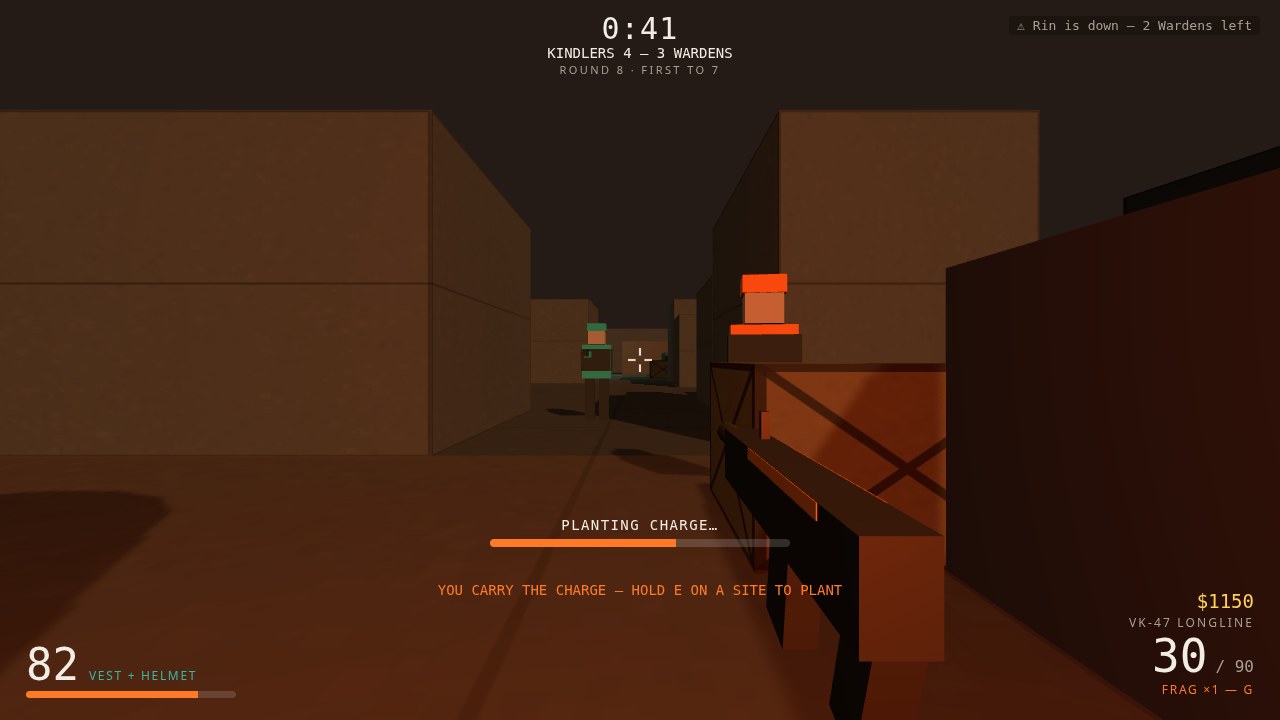 0:41
KINDLERS 4 — 3 WARDENS
ROUND 8 · FIRST TO 7
⚠ Rin is down — 2 Wardens left
PLANTING CHARGE…
YOU CARRY THE CHARGE — HOLD E ON A SITE TO PLANT
82 VEST + HELMET
$1150
VK-47 LONGLINE
30 / 90
FRAG ×1 — G